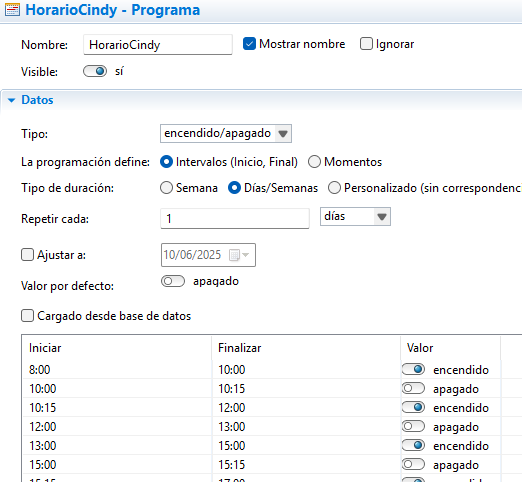 HorarioCindy - Programa
Nombre: HorarioCindy Mostrar nombre Ignorar
Visible: sí
Datos
Tipo: encendido/apagado
La programación define: Intervalos (Inicio, Final) Momentos
Tipo de duración: Semana Días/Semanas Personalizado (sin correspondenc
Repetir cada: 1 días
Ajustar a: 10/06/2025
Valor por defecto: apagado
Cargado desde base de datos
Iniciar Finalizar Valor
8:00 10:00 encendido
10:00 10:15 apagado
10:15 12:00 encendido
12:00 13:00 apagado
13:00 15:00 encendido
15:00 15:15 apagado